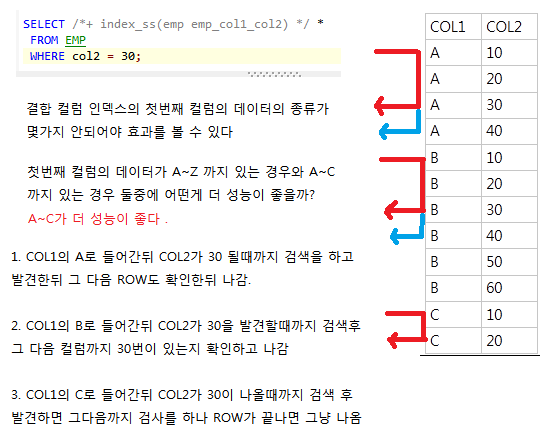 SELECT /*+ index_ss(emp emp_col1_col2) */ *
FROM EMP
WHERE col2 = 30;
결합 컬럼 인덱스의 첫번째 컬럼의 데이터의 종류가
몇가지 안되어야 효과를 볼 수 있다
첫번째 컬럼의 데이터가 A~Z 까지 있는 경우와 A~C
까지 있는 경우 둘중에 어떤게 더 성능이 좋을까?
A~C가 더 성능이 좋다 .
1. COL1의 A로 들어간뒤 COL2가 30 될때까지 검색을 하고
발견한뒤 그 다음 ROW도 확인한뒤 나감.
2. COL1의 B로 들어간뒤 COL2가 30을 발견할때까지 검색후
그 다음 컬럼까지 30번이 있는지 확인하고 나감
3. COL1의 C로 들어간뒤 COL2가 30이 나올때까지 검색 후
발견하면 그다음까지 검사를 하나 ROW가 끝나면 그냥 나옴
COL1 COL2
A 10
A 20
A 30
A 40
B 10
B 20
B 30
B 40
B 50
B 60
C 10
C 20